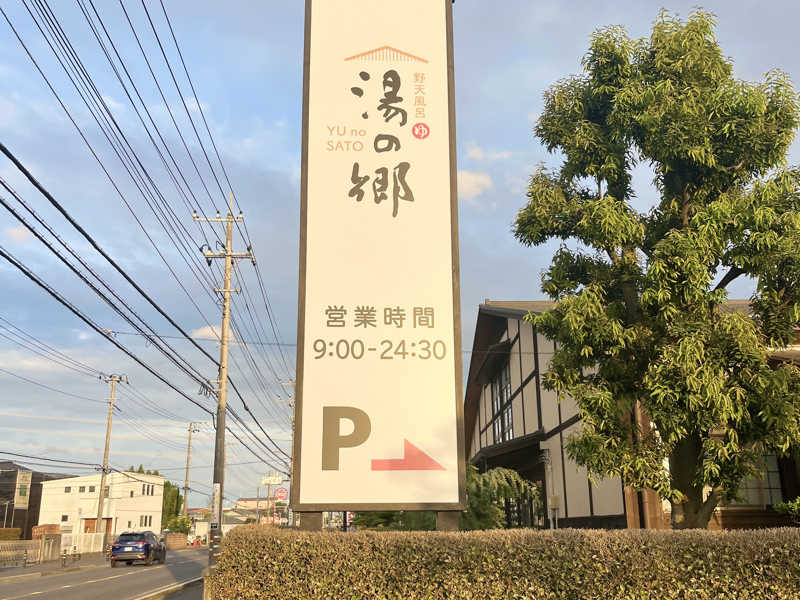 野天風呂
湯の郷
ゆ
YU no
SATO
営業時間
9:00-24:30
P